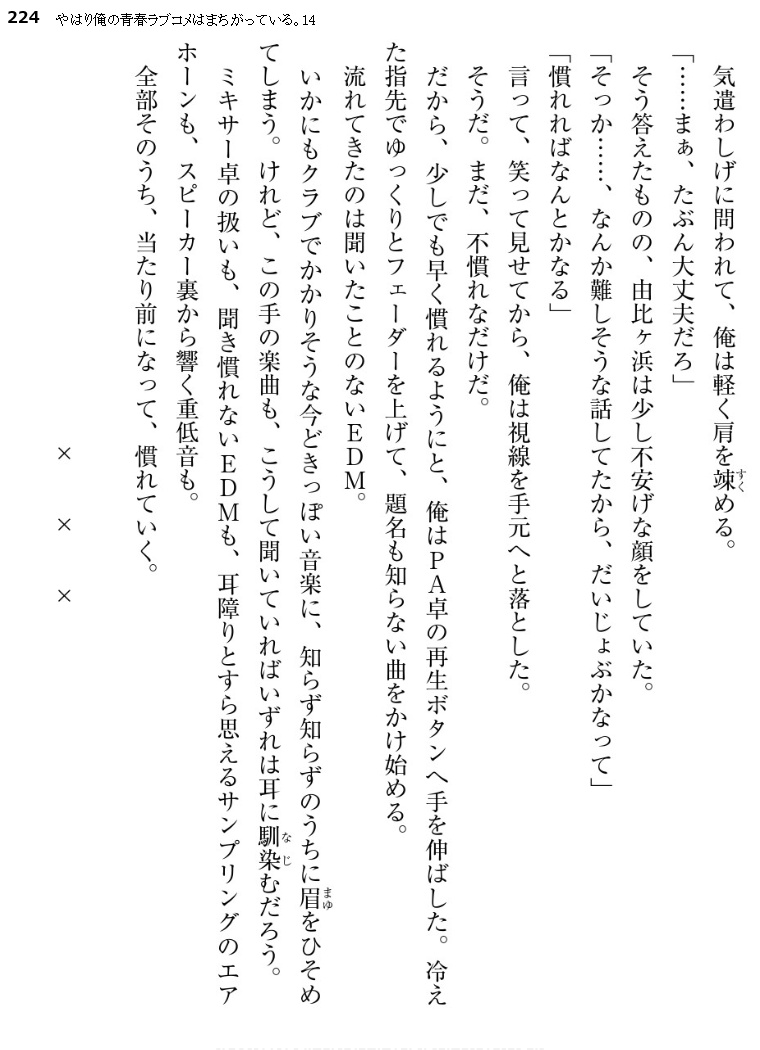 224 やはり俺の青春ラブコメはまちがっている。14
気遣わしげに問われて、俺は軽く肩を竦める。
すく
「……まぁ、たぶん大丈夫だろ」
そう答えたものの、由比ヶ浜は少し不安げな顔をしていた。
「そっか……、なんか難しそうな話してたから、だいじょぶかなって」
「慣れればなんとかなる」
言って、笑って見せてから、俺は視線を手元へと落とした。
そうだ。まだ、不慣れなだけだ。
だから、少しでも早く慣れるようにと、俺はPA卓の再生ボタンへ手を伸ばした。冷え
た指先でゆっくりとフェーダーを上げて、題名も知らない曲をかけ始める。
流れてきたのは聞いたことのないEDM。
いかにもクラブでかかりそうな今どきっぽい音楽に、知らず知らずのうちに眉をひそめ
まゆ
てしまう。けれど、この手の楽曲も、こうして聞いていればいずれは耳に馴染むだろう。
なじ
ミキサー卓の扱いも、聞き慣れないEDMも、耳障りとすら思えるサンプリングのエア
ホーンも、スピーカー裏から響く重低音も。
全部そのうち、当たり前になって、慣れていく。
× × ×